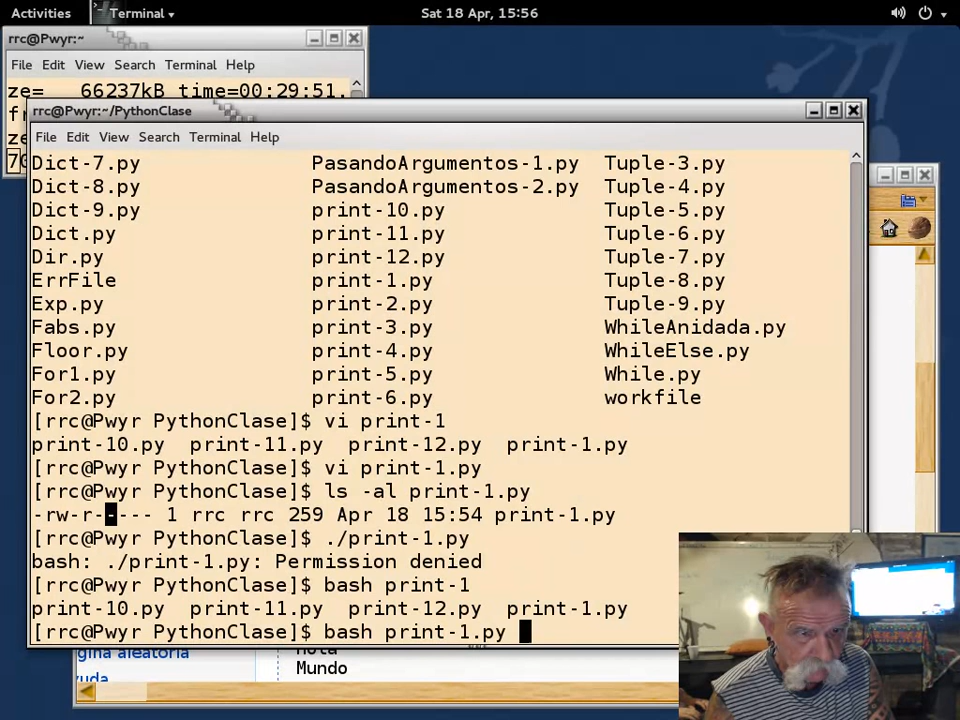 Activities Terminal Sat 18 Apr, 15:56
rrc@Pwyr:~
File Edit View Search Terminal Help
ze= 66237kB time=00:29:51.
rrc@Pwyr:~/PythonClase
File Edit View Search Terminal Help
Dict-7.py PasandoArgumentos-1.py Tuple-3.py
Dict-8.py PasandoArgumentos-2.py Tuple-4.py
Dict-9.py print-10.py Tuple-5.py
Dict.py print-11.py Tuple-6.py
Dir.py print-12.py Tuple-7.py
ErrFile print-1.py Tuple-8.py
Exp.py print-2.py Tuple-9.py
Fabs.py print-3.py WhileAnidada.py
Floor.py print-4.py WhileElse.py
For1.py print-5.py While.py
For2.py print-6.py workfile
[rrc@Pwyr PythonClase]$ vi print-1
print-10.py print-11.py print-12.py print-1.py
[rrc@Pwyr PythonClase]$ vi print-1.py
[rrc@Pwyr PythonClase]$ ls -al print-1.py
-rw-r----- 1 rrc rrc 259 Apr 18 15:54 print-1.py
[rrc@Pwyr PythonClase]$ ./print-1.py
bash: ./print-1.py: Permission denied
[rrc@Pwyr PythonClase]$ bash print-1
print-10.py print-11.py print-12.py print-1.py
[rrc@Pwyr PythonClase]$ bash print-1.py
gina aleatoria
Mundo